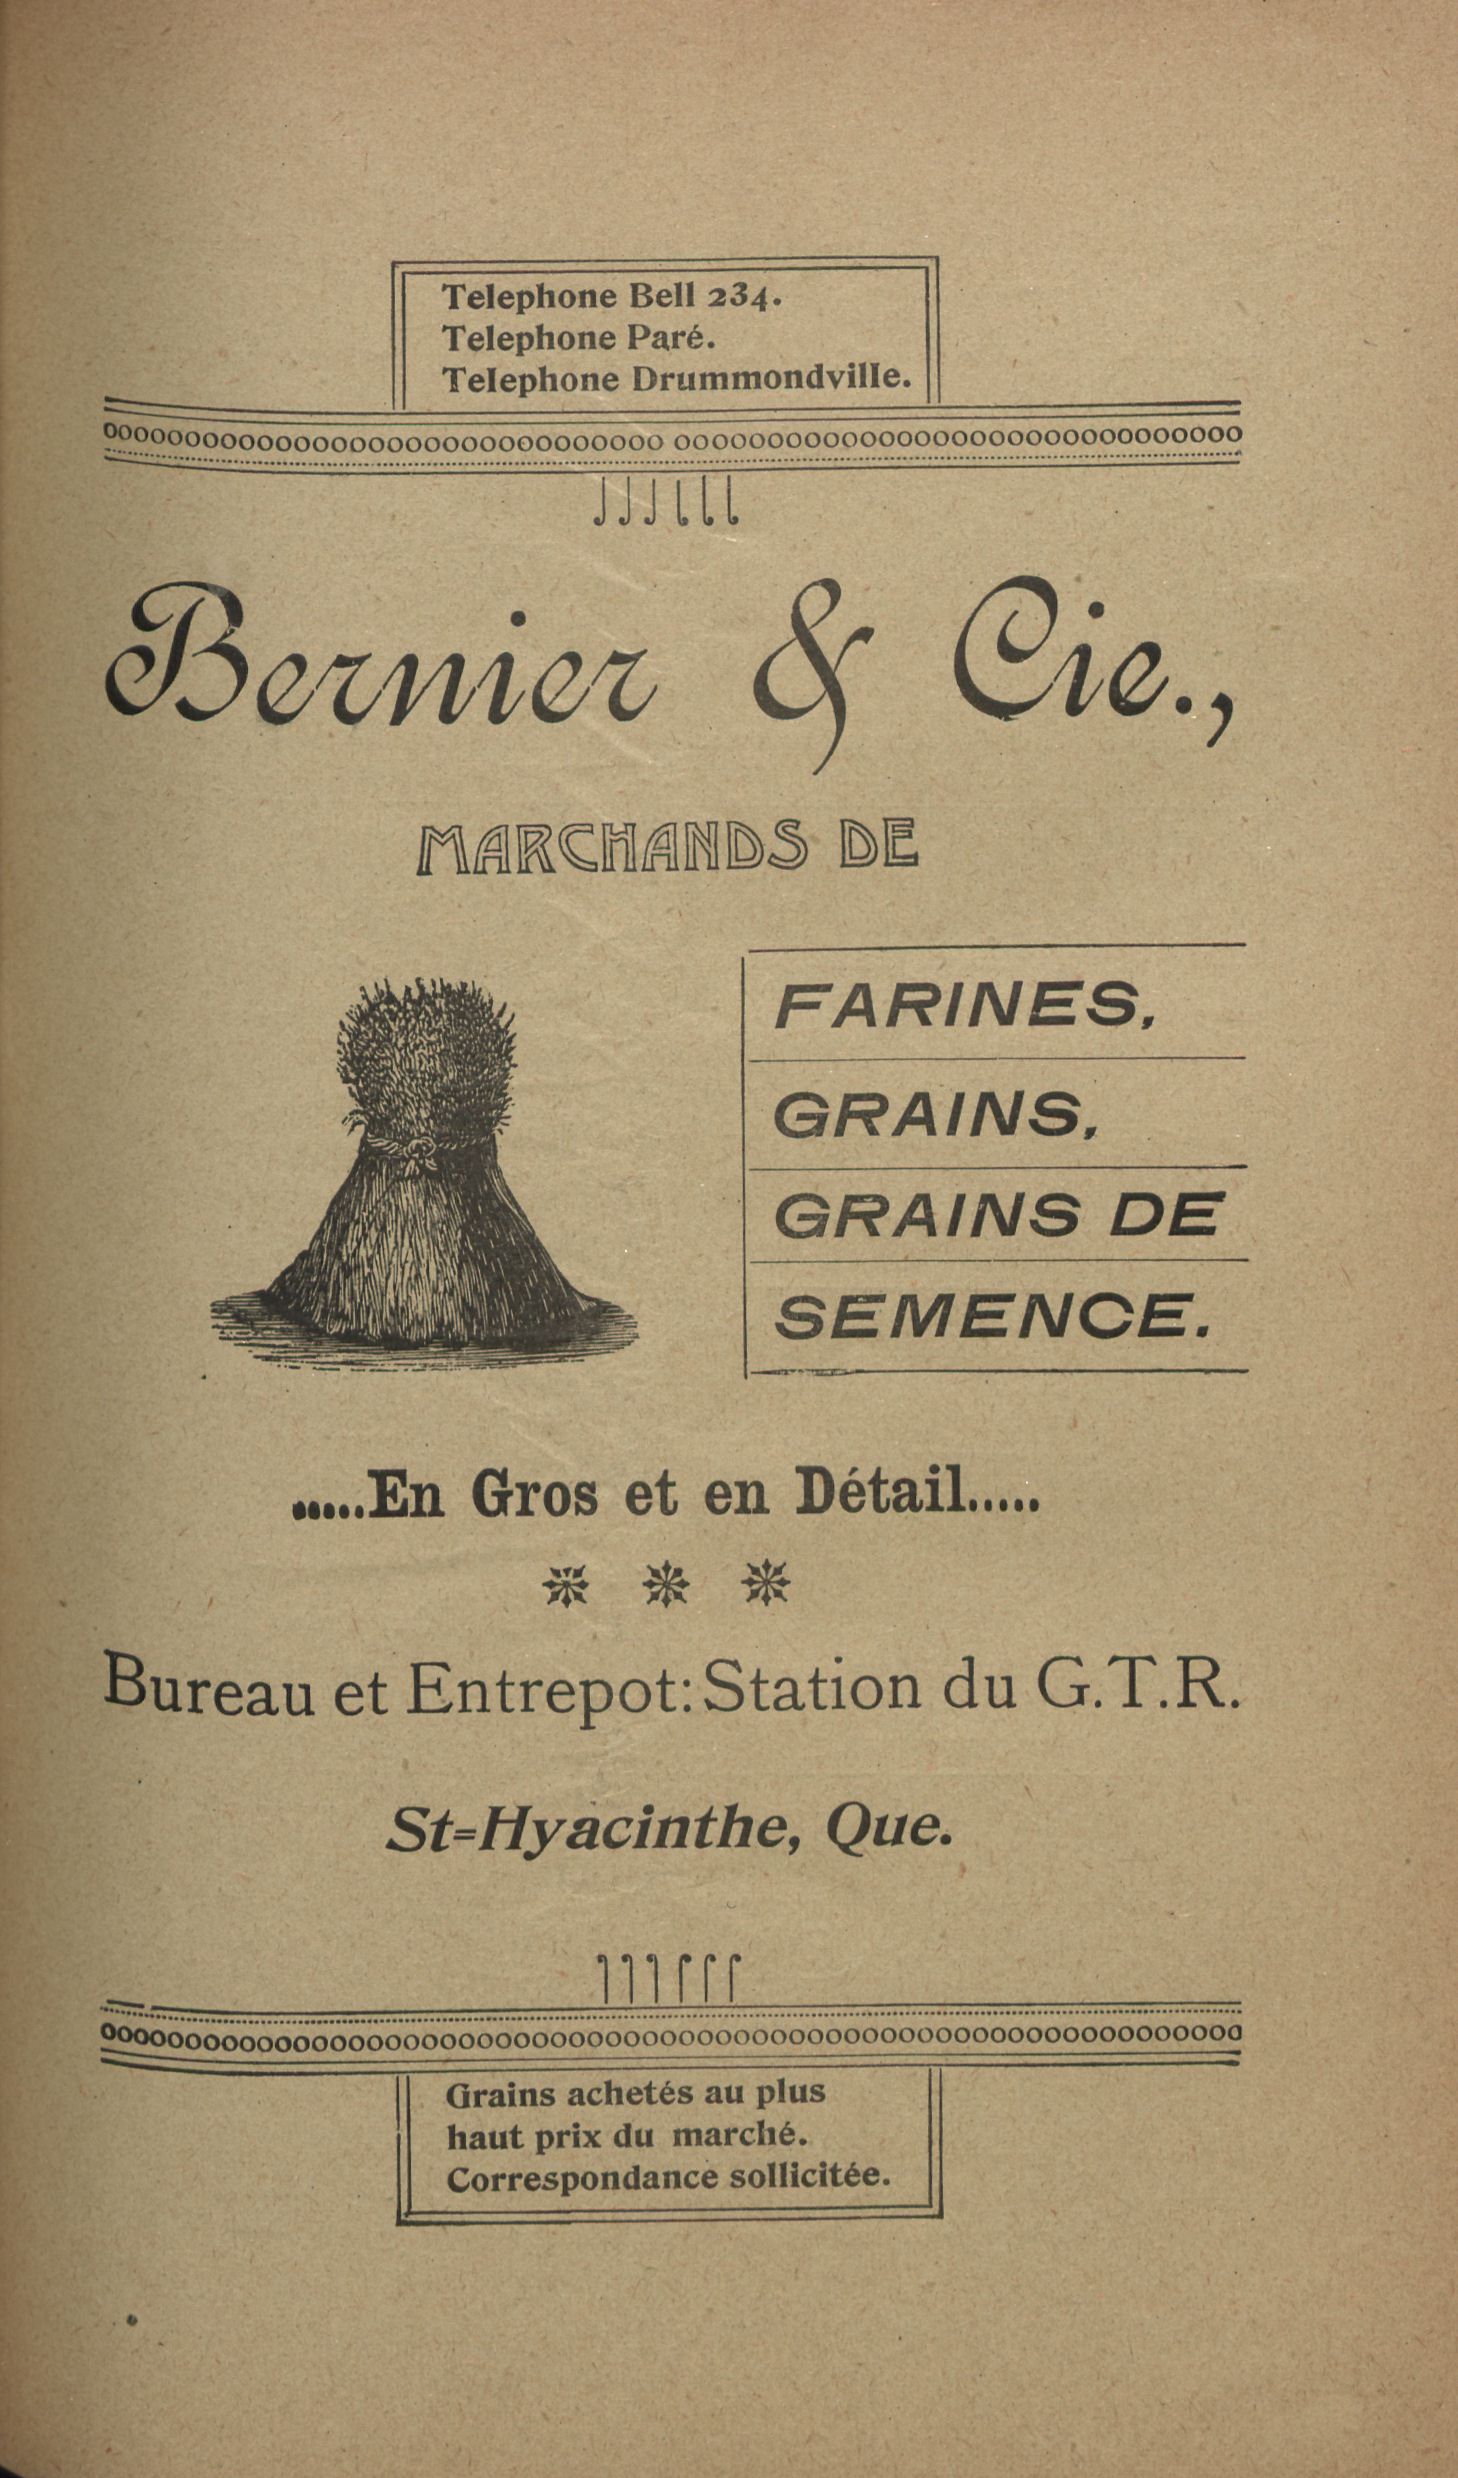 Telephone Bell 234.
Telephone Paré.
Telephone Drummondville.
Bernier & Cie.,
MARCHANDS DE
FARINES,
GRAINS,
GRAINS DE
SEMENCE.
.....En Gros et en Détail.....
Bureau et Entrepot: Station du G.T.R.
St-Hyacinthe, Que.
Grains achetés au plus
haut prix du marché.
Correspondance sollicitée.